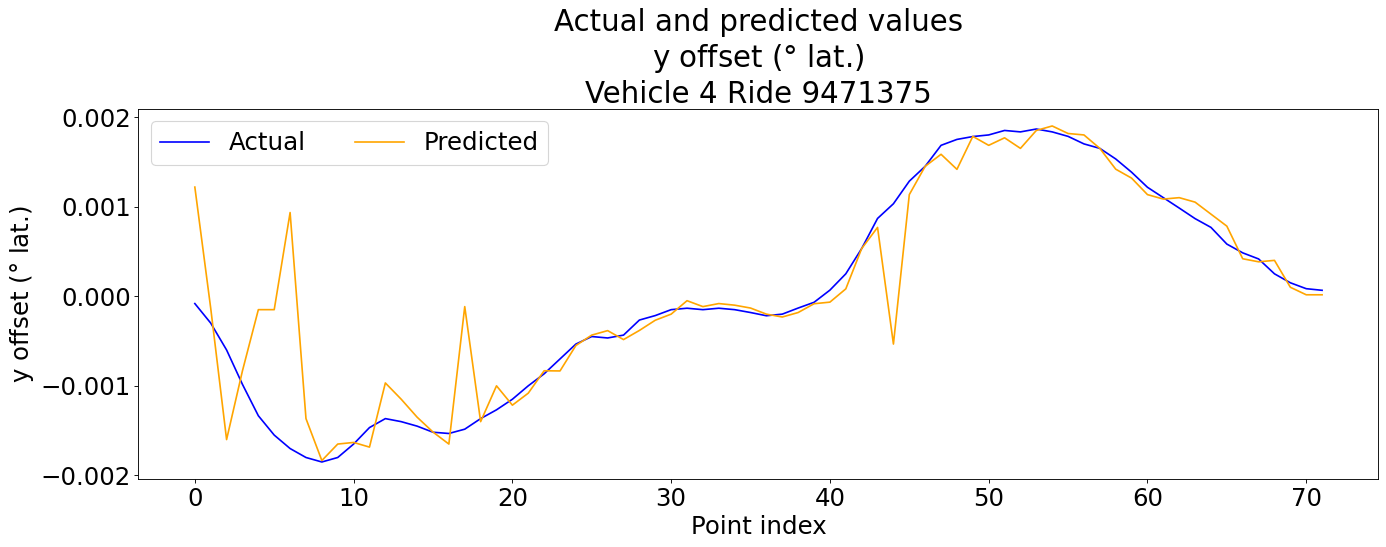 Actual and predicted values
y offset (° lat.)
Vehicle 4 Ride 9471375
Actual
Predicted
y offset (° lat.)
0.002
0.001
0.000
−0.001
−0.002
0 10 20 30 40 50 60 70
Point index